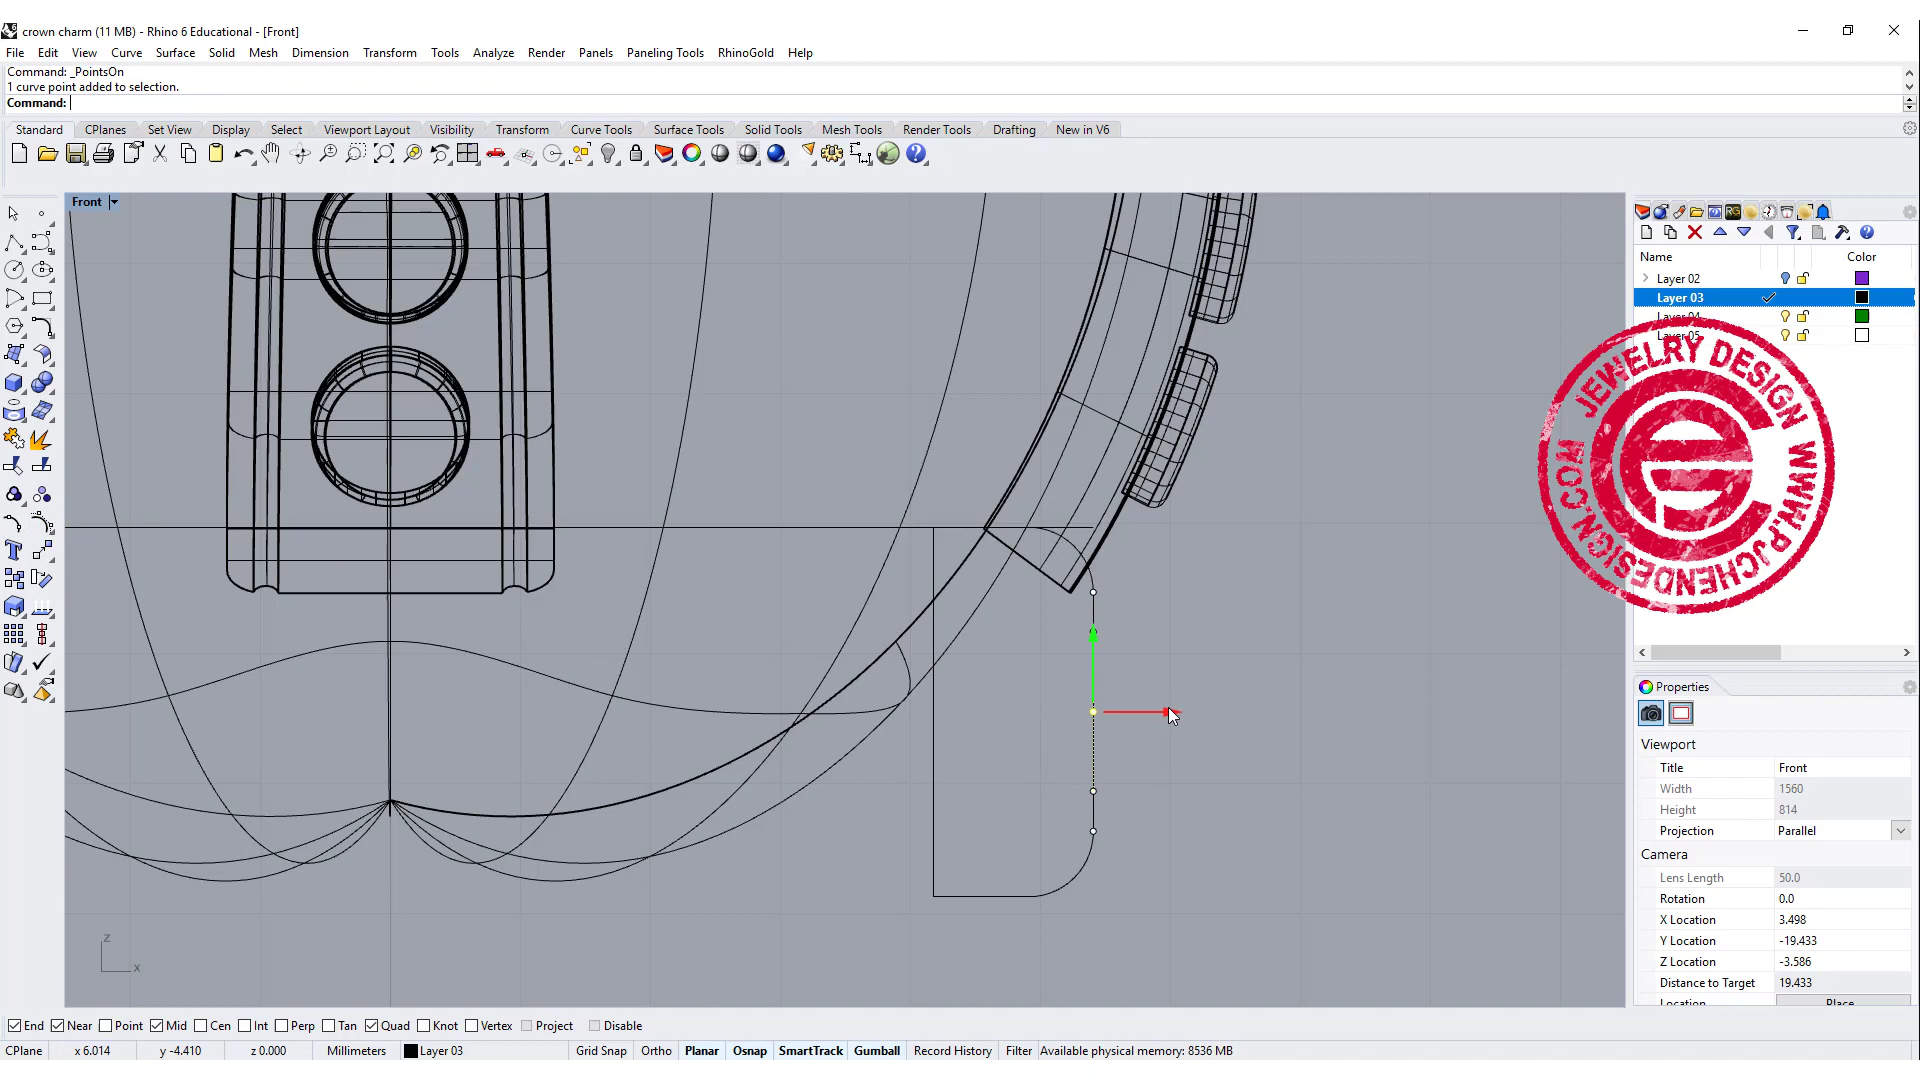 crown charm (11 MB) - Rhino 6 Educational - [Front]
File Edit View Curve Surface Solid Mesh Dimension Transform Tools Analyze Render Panels Paneling Tools RhinoGold Help
Command: _PointsOn
1 curve point added to selection.
Command:
Standard CPlanes Set View Display Select Viewport Layout Visibility Transform Curve Tools Surface Tools Solid Tools Mesh Tools Render Tools Drafting New in V6
Front
Name Color
Layer 02
Layer 03
Layer 04
Layer 05
JEWELRY DESIGN WWW.PJCHENDESIGN.COM
Properties
Viewport
Title Front
Width 1560
Height 814
Projection Parallel
Camera
Lens Length 50.0
Rotation 0.0
X Location 3.498
Y Location -19.433
Z Location -3.586
Distance to Target 19.433
Location Place...
z
x
End Near Point Mid Cen Int Perp Tan Quad Knot Vertex Project Disable
CPlane x 6.014 y -4.410 z 0.000 Millimeters Layer 03 Grid Snap Ortho Planar Osnap SmartTrack Gumball Record History Filter Available physical memory: 8536 MB